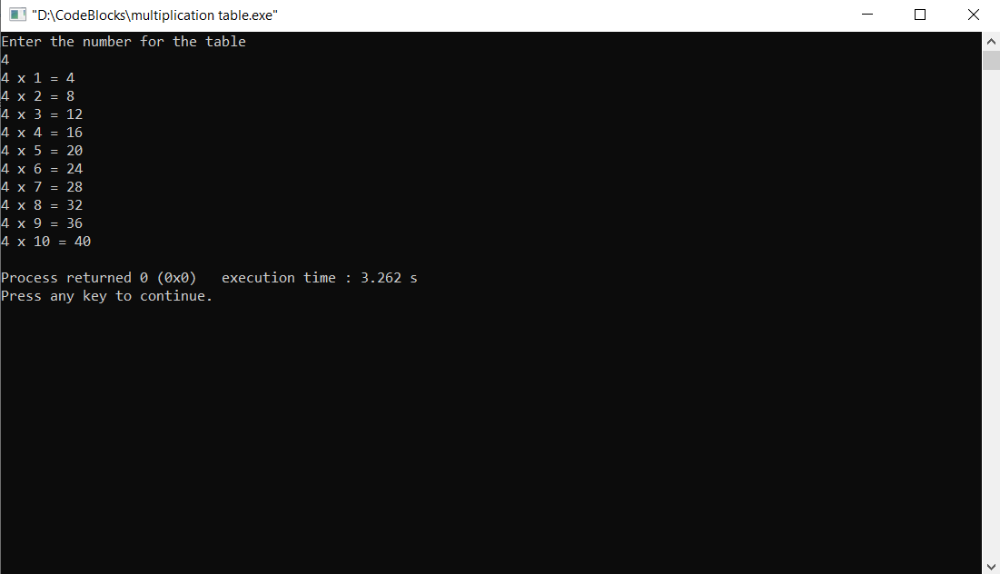 "D:\CodeBlocks\multiplication table.exe"
Enter the number for the table
4
4 x 1 = 4
4 x 2 = 8
4 x 3 = 12
4 x 4 = 16
4 x 5 = 20
4 x 6 = 24
4 x 7 = 28
4 x 8 = 32
4 x 9 = 36
4 x 10 = 40
Process returned 0 (0x0)   execution time : 3.262 s
Press any key to continue.